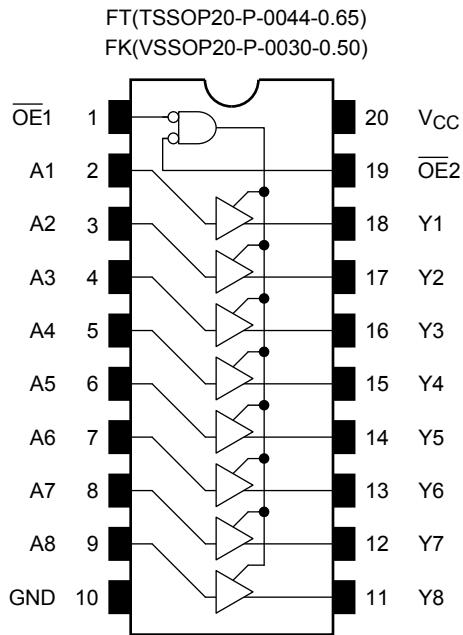 FT(TSSOP20-P-0044-0.65)
FK(VSSOP20-P-0030-0.50)
O̅E̅1 1 20 VCC
A1 2 19 O̅E̅2
A2 3 18 Y1
A3 4 17 Y2
A4 5 16 Y3
A5 6 15 Y4
A6 7 14 Y5
A7 8 13 Y6
A8 9 12 Y7
GND 10 11 Y8